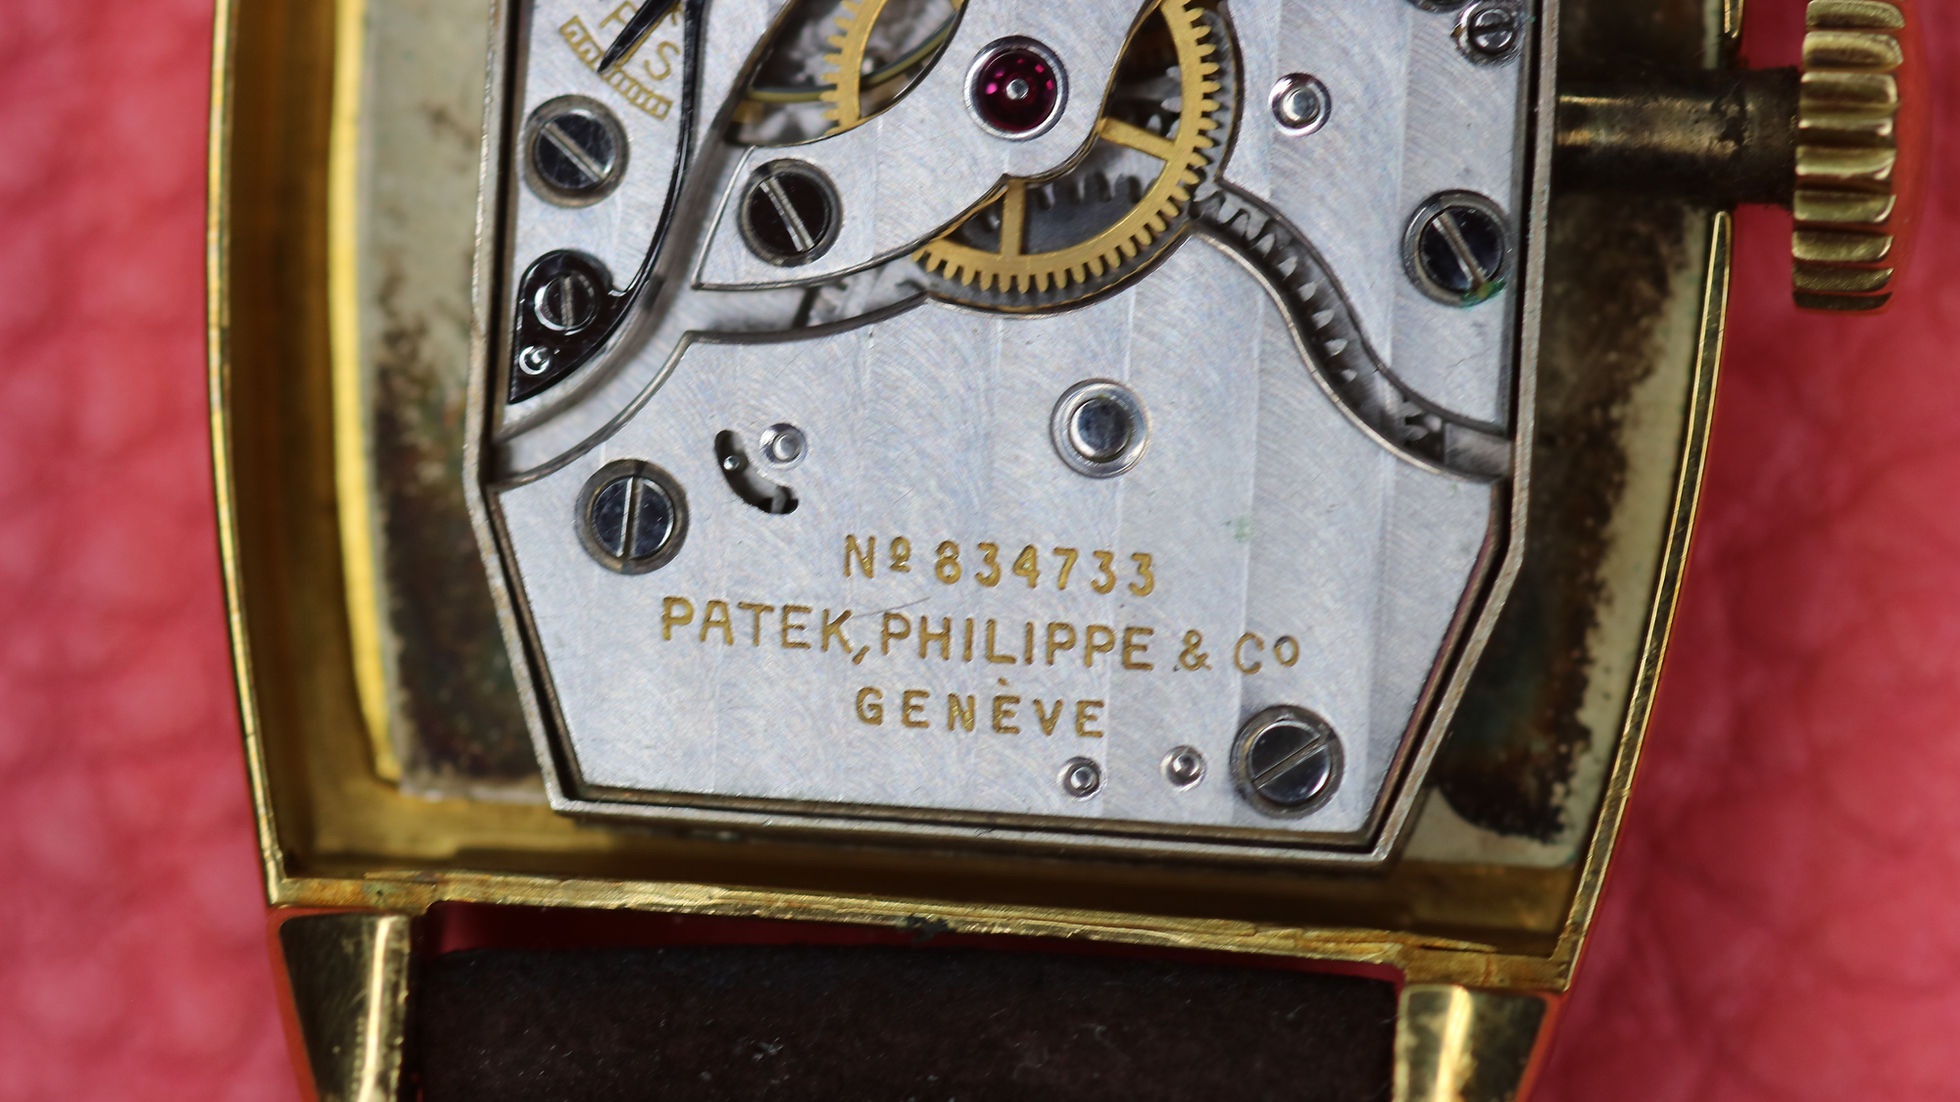 F S
Nº 834733
PATEK, PHILIPPE & Cº
GENÈVE